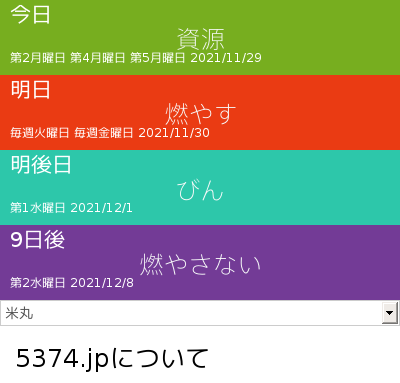 今日
資源
第2月曜日 第4月曜日 第5月曜日 2021/11/29
明日
燃やす
毎週火曜日 毎週金曜日 2021/11/30
明後日
びん
第1水曜日 2021/12/1
9日後
燃やさない
第2水曜日 2021/12/8
米丸
5374.jpについて